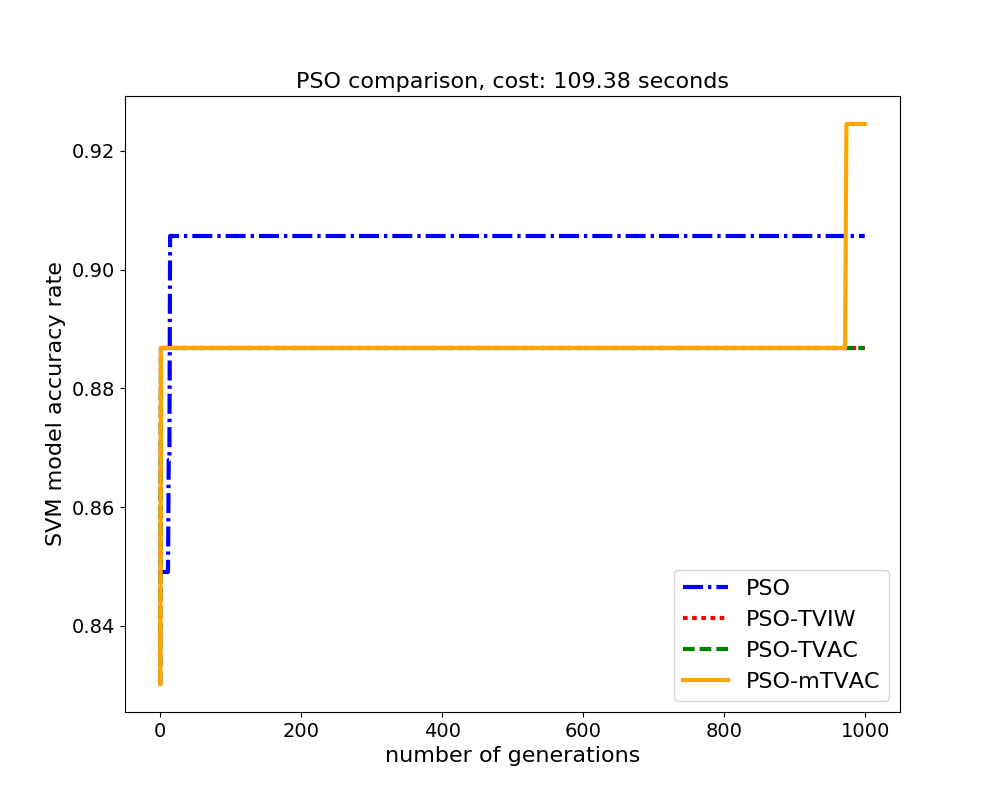 PSO comparison, cost: 109.38 seconds
SVM model accuracy rate
0.92
0.90
0.88
0.86
0.84
0
200
400
600
800
1000
number of generations
PSO
PSO-TVIW
PSO-TVAC
PSO-mTVAC